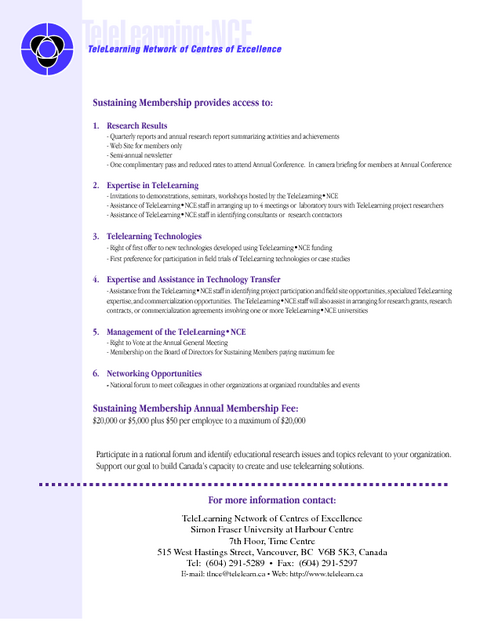 TeleLearning•NCE
TeleLearning Network of Centres of Excellence
Sustaining Membership provides access to:
1. Research Results
- Quarterly reports and annual research report summarizing activities and achievements
- Web Site for members only
- Semi-annual newsletter
- One complimentary pass and reduced rates to attend Annual Conference. In camera briefing for members at Annual Conference
2. Expertise in TeleLearning
- Invitations to demonstrations, seminars, workshops hosted by the TeleLearning•NCE
- Assistance of TeleLearning•NCE staff in arranging up to 4 meetings or laboratory tours with TeleLearning project researchers
- Assistance of TeleLearning•NCE staff in identifying consultants or research contractors
3. Telelearning Technologies
- Right of first offer to new technologies developed using TeleLearning•NCE funding
- First preference for participation in field trials of TeleLearning technologies or case studies
4. Expertise and Assistance in Technology Transfer
- Assistance from the TeleLearning•NCE staff in identifying project participation and field site opportunities, specialized TeleLearning
expertise, and commercialization opportunities. The TeleLearning•NCE staff will also assist in arranging for research grants, research
contracts, or commercialization agreements involving one or more TeleLearning•NCE universities
5. Management of the TeleLearning•NCE
- Right to Vote at the Annual General Meeting
- Membership on the Board of Directors for Sustaining Members paying maximum fee
6. Networking Opportunities
- National forum to meet colleagues in other organizations at organized roundtables and events
Sustaining Membership Annual Membership Fee:
$20,000 or $5,000 plus $50 per employee to a maximum of $20,000
Participate in a national forum and identify educational research issues and topics relevant to your organization.
Support our goal to build Canada's capacity to create and use telelearning solutions.
For more information contact:
TeleLearning Network of Centres of Excellence
Simon Fraser University at Harbour Centre
7th Floor, Time Centre
515 West Hastings Street, Vancouver, BC V6B 5K3, Canada
Tel: (604) 291-5289 • Fax: (604) 291-5297
E-mail: tlnce@telelearn.ca • Web: http://www.telelearn.ca